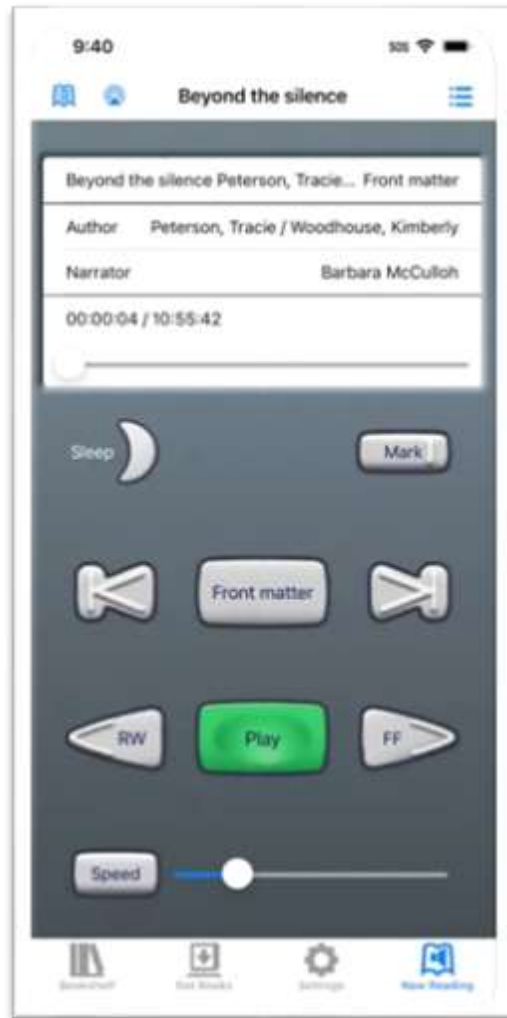 9:40 SOS
Beyond the silence
Beyond the silence Peterson, Tracie... Front matter
Author Peterson, Tracie / Woodhouse, Kimberly
Narrator Barbara McCulloh
00:00:04 / 10:55:42
Sleep Mark
Front matter
RW Play FF
Speed
Bookshelf Get Books Settings Now Reading